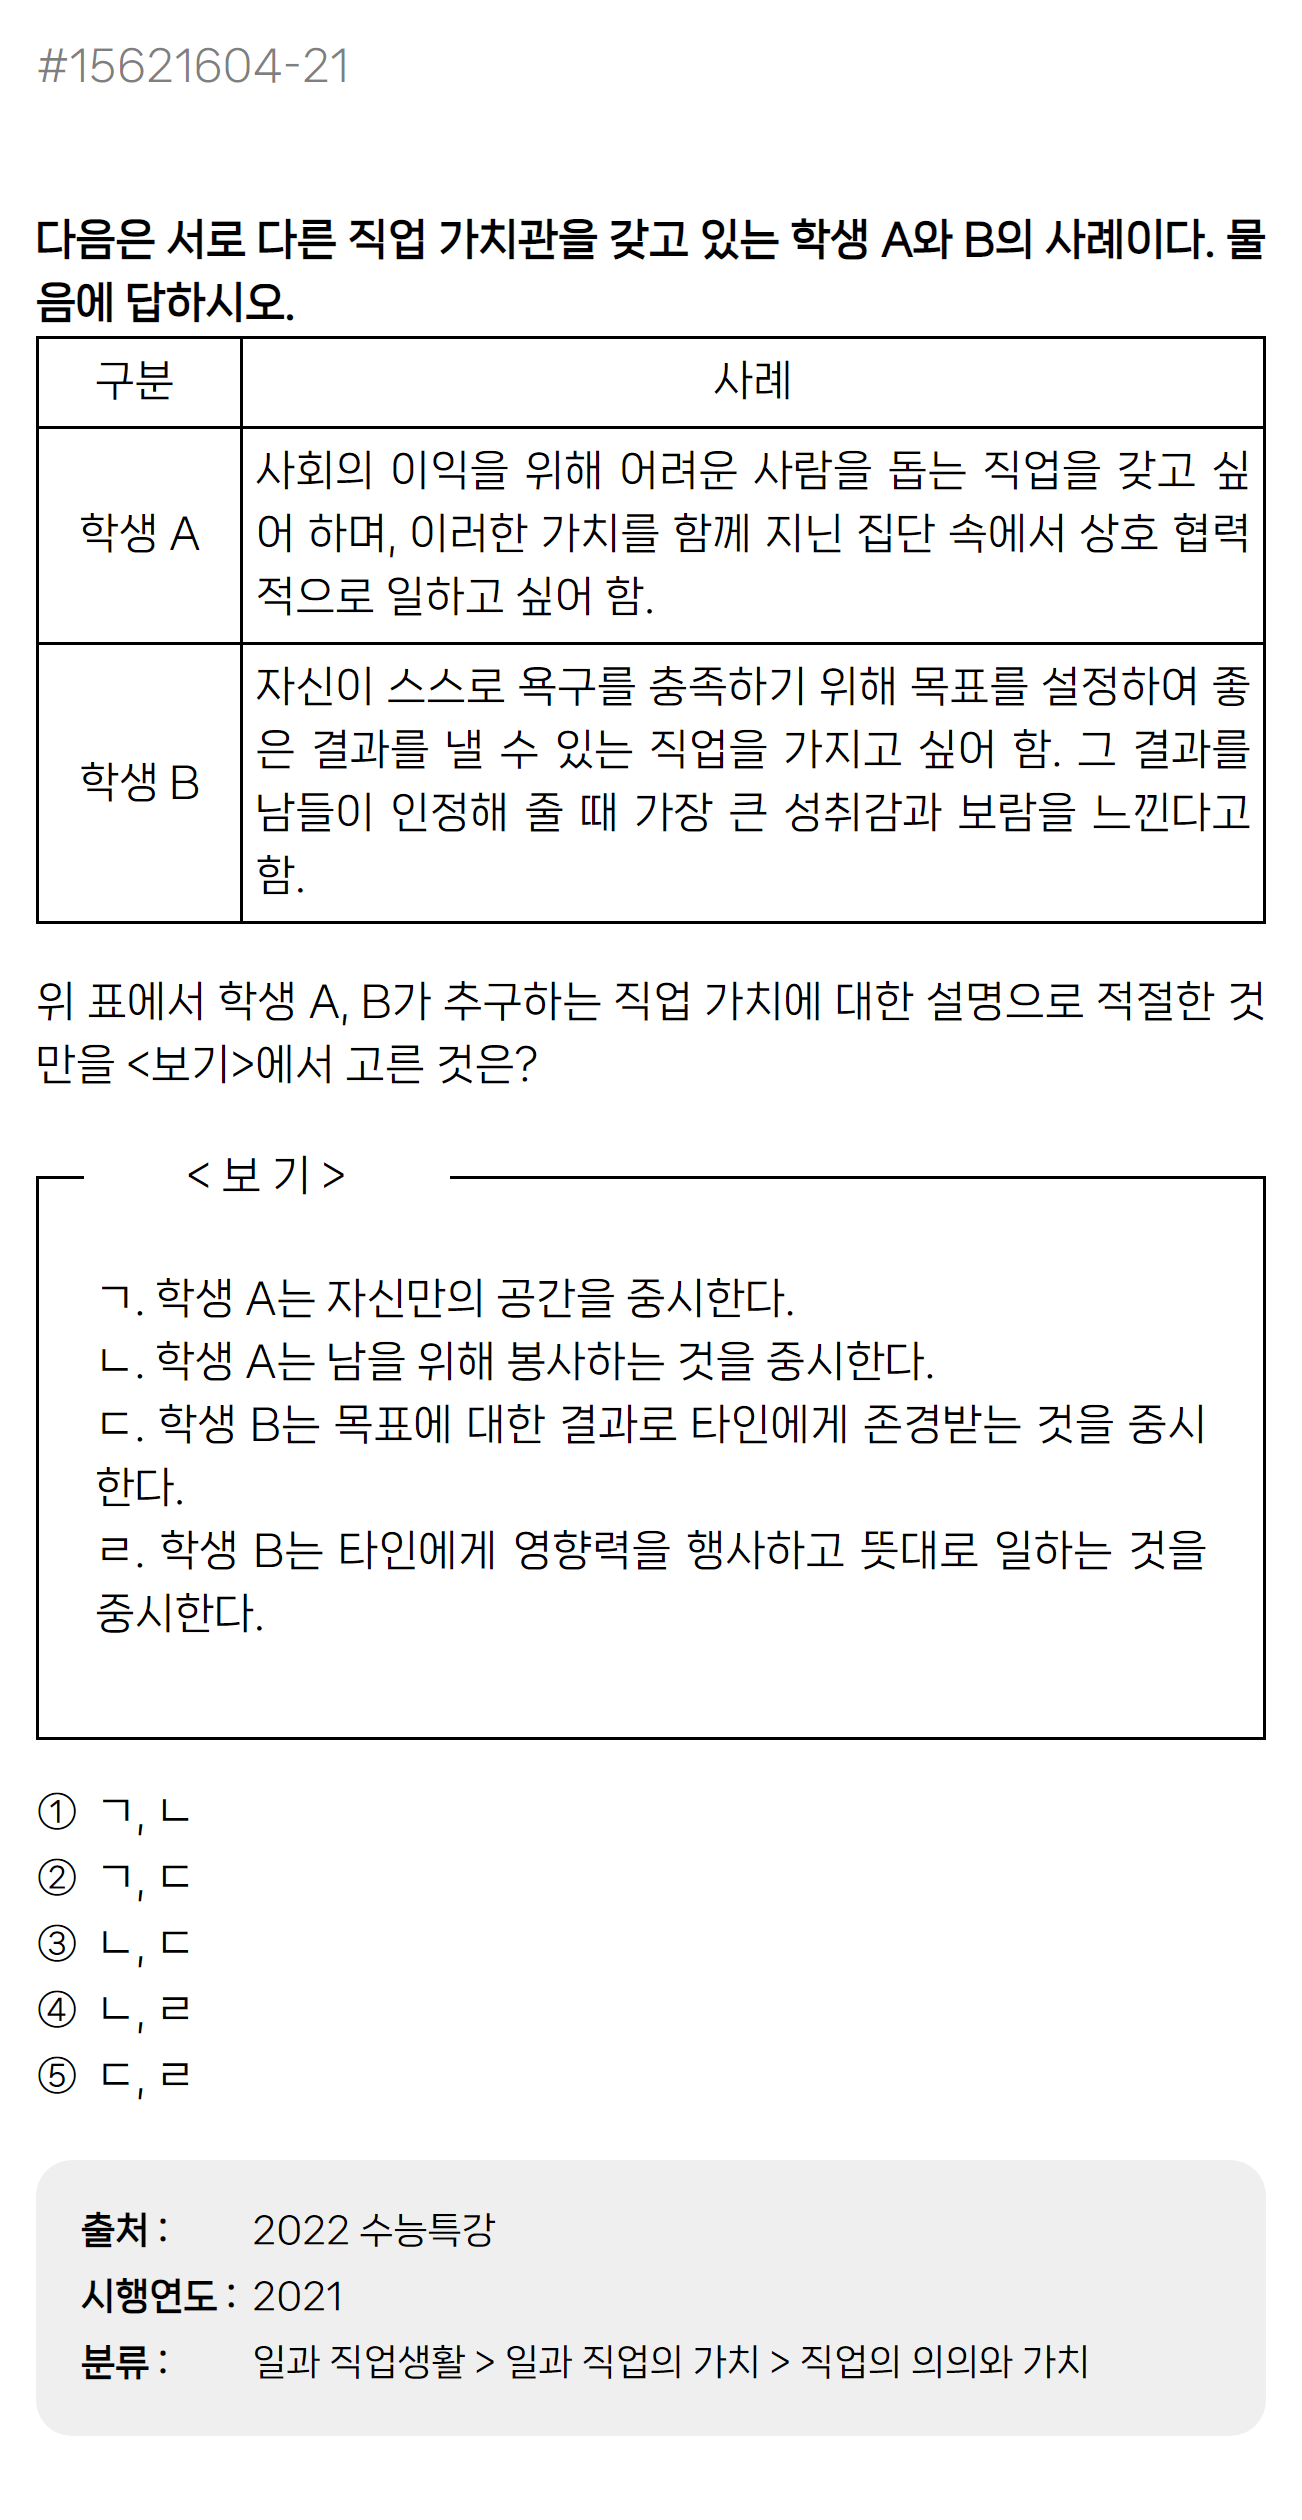 #15621604-21
다음은 서로 다른 직업 가치관을 갖고 있는 학생 A와 B의 사례이다. 물
음에 답하시오.
구분 사례
학생 A
사회의 이익을 위해 어려운 사람을 돕는 직업을 갖고 싶
어 하며, 이러한 가치를 함께 지닌 집단 속에서 상호 협력
적으로 일하고 싶어 함.
학생 B
자신이 스스로 욕구를 충족하기 위해 목표를 설정하여 좋
은 결과를 낼 수 있는 직업을 가지고 싶어 함. 그 결과를
남들이 인정해 줄 때 가장 큰 성취감과 보람을 느낀다고
함.
위 표에서 학생 A, B가 추구하는 직업 가치에 대한 설명으로 적절한 것
만을 <보기>에서 고른 것은?
< 보 기 >
ㄱ. 학생 A는 자신만의 공간을 중시한다.
ㄴ. 학생 A는 남을 위해 봉사하는 것을 중시한다.
ㄷ. 학생 B는 목표에 대한 결과로 타인에게 존경받는 것을 중시
한다.
ㄹ. 학생 B는 타인에게 영향력을 행사하고 뜻대로 일하는 것을
중시한다.
① ㄱ, ㄴ
② ㄱ, ㄷ
③ ㄴ, ㄷ
④ ㄴ, ㄹ
⑤ ㄷ, ㄹ
출처 : 2022 수능특강
시행연도 : 2021
분류 : 일과 직업생활 > 일과 직업의 가치 > 직업의 의의와 가치